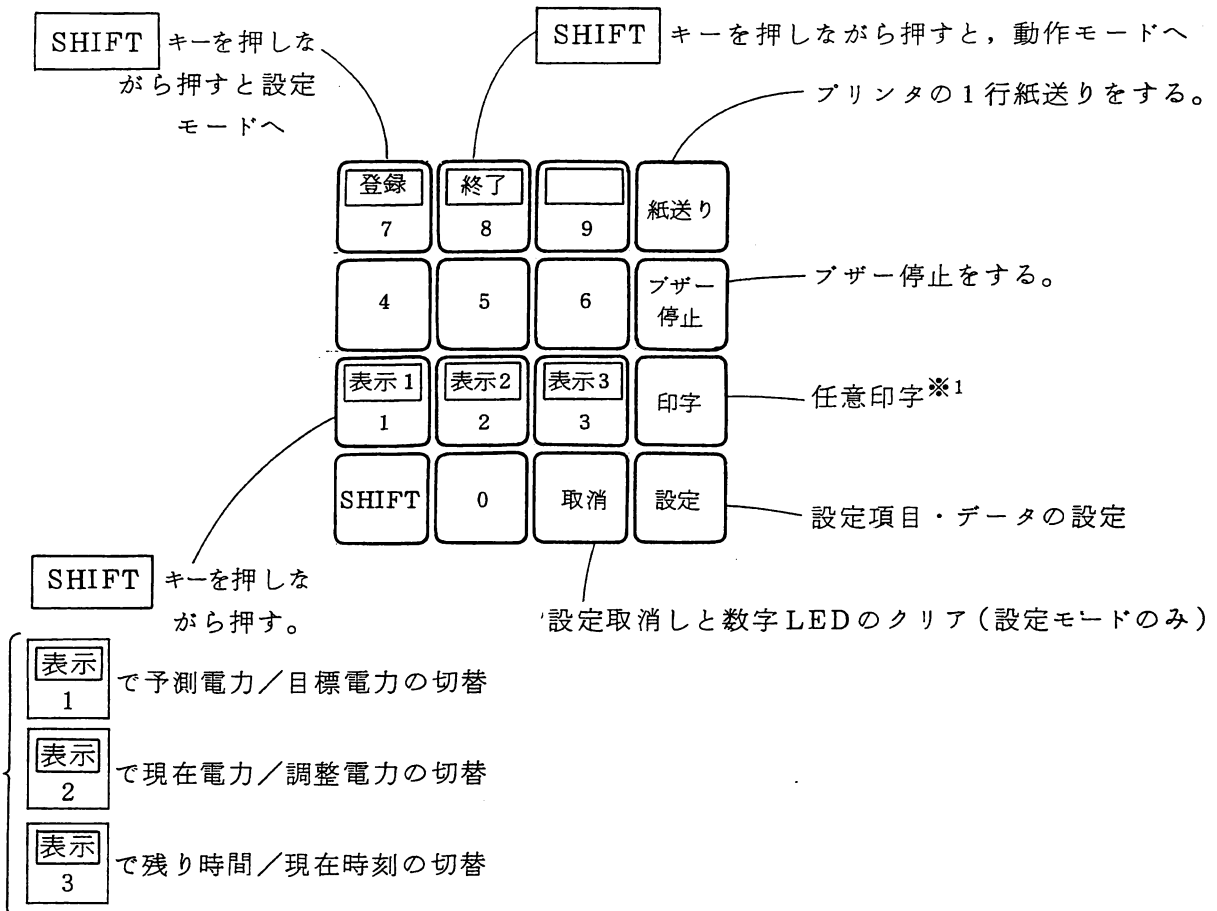 SHIFT キーを押しな
がら押すと設定
モードへ
SHIFT キーを押しながら押すと，動作モードへ
プリンタの1行紙送りをする。
登録
7
終了
8
9
紙送り
4
5
6
ブザー
停止
ブザー停止をする。
表示1
1
表示2
2
表示3
3
印字
任意印字※1
SHIFT
0
取消
設定
設定項目・データの設定
SHIFT キーを押しな
がら押す。
設定取消しと数字LEDのクリア(設定モードのみ)
表示
1
で予測電力／目標電力の切替
表示
2
で現在電力／調整電力の切替
表示
3
で残り時間／現在時刻の切替